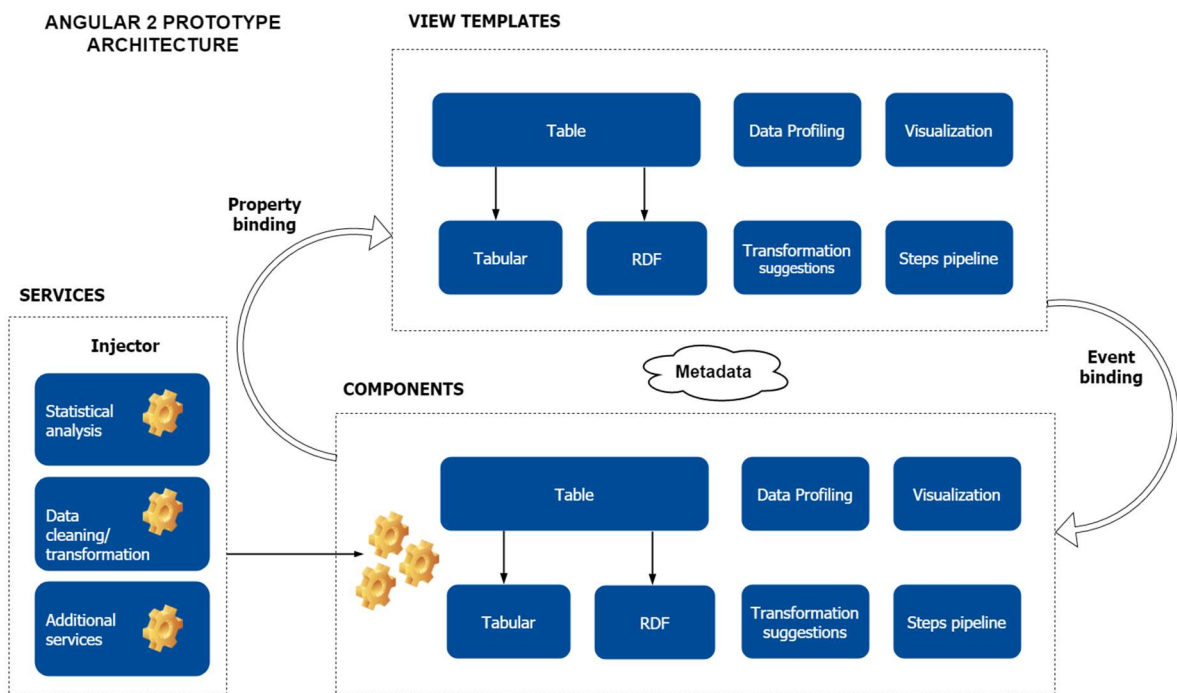 ANGULAR 2 PROTOTYPE
ARCHITECTURE
VIEW TEMPLATES
Table
Data Profiling
Visualization
Tabular
RDF
Transformation
suggestions
Steps pipeline
Property
binding
SERVICES
Injector
Statistical
analysis
Data
cleaning/
transformation
Additional
services
Metadata
Event
binding
COMPONENTS
Table
Data Profiling
Visualization
Tabular
RDF
Transformation
suggestions
Steps pipeline